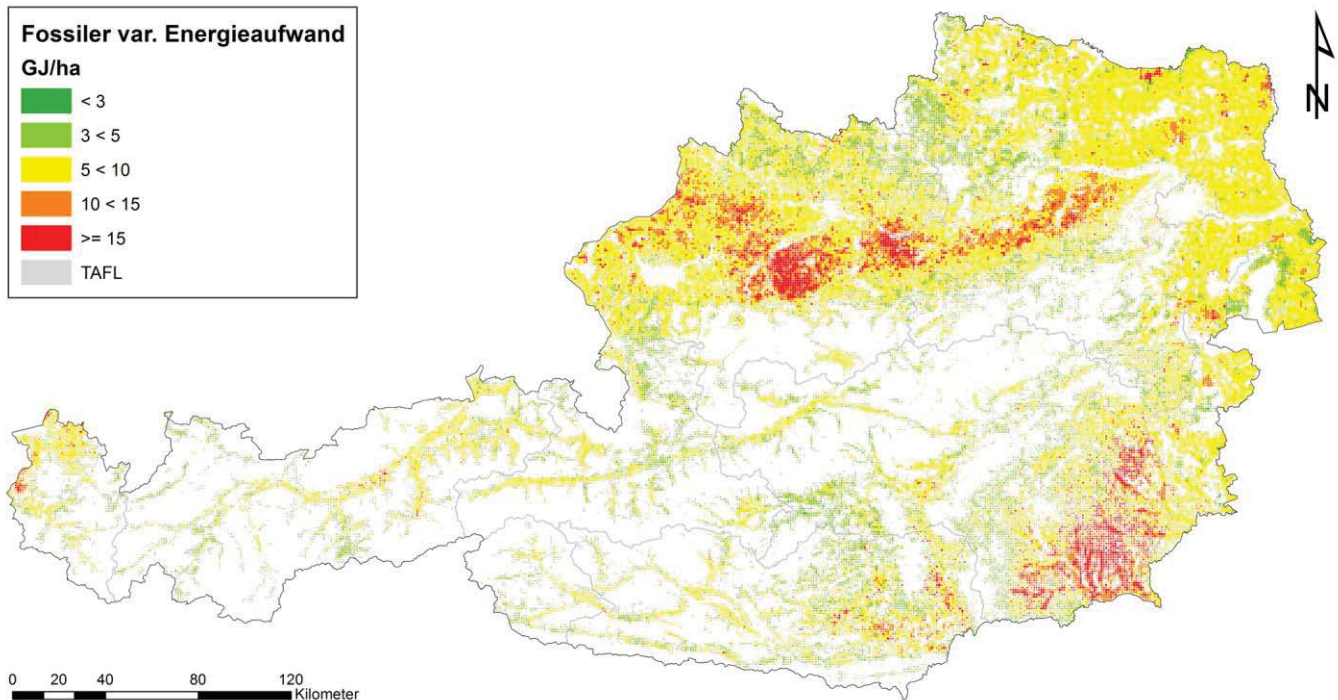 Fossiler var. Energieaufwand
GJ/ha
< 3
3 < 5
5 < 10
10 < 15
>= 15
TAFL
N
0 20 40 80 120
Kilometer